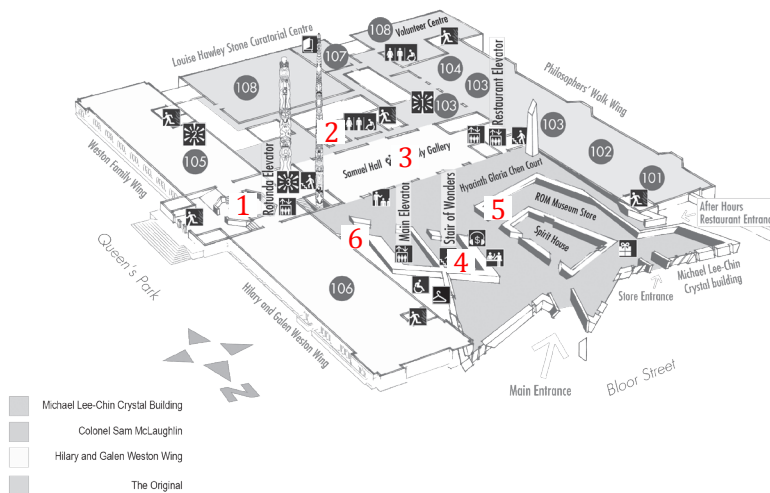 108
Volunteer Centre
Louise Hawley Stone Curatorial Centre
107
104
108
103
103
Restaurant Elevator
Philosophers' Walk Wing
103
102
101
2
Samuel Hall
3
Gallery
Weston Family Wing
105
Rotunda Elevator
1
Hyacinth Gloria Chen Court
ROM Museum Store
5
Spirit House
After Hours
Restaurant Entrance
Main Elevator
Stair of Wonders
6
4
$
Queen's Park
106
Store Entrance
Michael Lee-Chin
Crystal building
Hilary and Galen Weston Wing
N
Main Entrance
Bloor Street
Michael Lee-Chin Crystal Building
Colonel Sam McLaughlin
Hilary and Galen Weston Wing
The Original